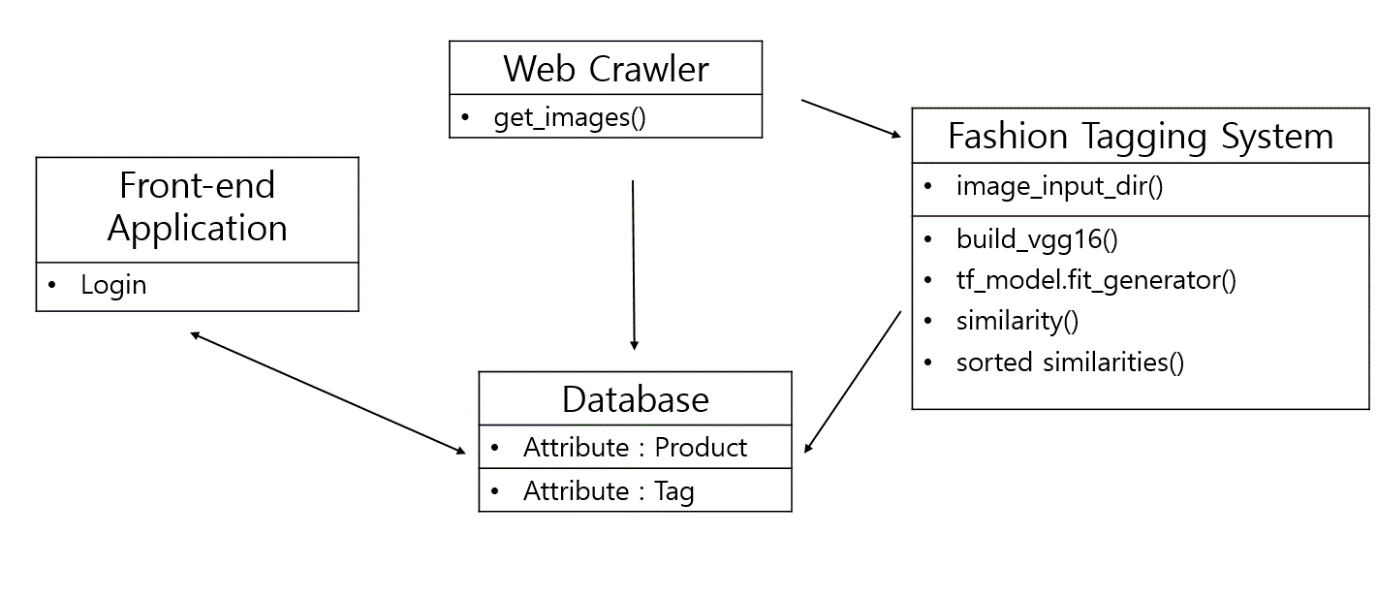 Web Crawler
• get_images()
Fashion Tagging System
• image_input_dir()
• build_vgg16()
• tf_model.fit_generator()
• similarity()
• sorted similarities()
Front-end
Application
• Login
Database
• Attribute : Product
• Attribute : Tag